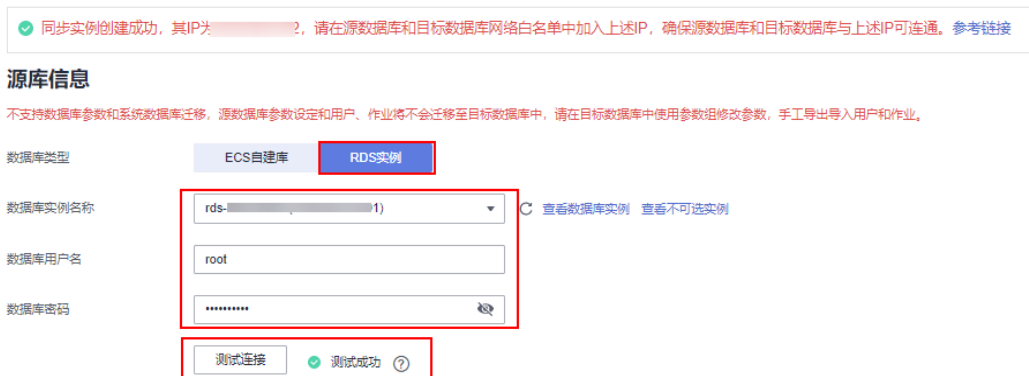 同步实例创建成功，其IP为 2，请在源数据库和目标数据库网络白名单中加入上述IP，确保源数据库和目标数据库与上述IP可连通。参考链接
源库信息
不支持数据库参数和系统数据库迁移，源数据库参数设定和用户、作业将不会迁移至目标数据库中，请在目标数据库中使用参数组修改参数，手工导出导入用户和作业。
数据库类型 ECS自建库 RDS实例
数据库实例名称 rds- 1) 查看数据库实例 查看不可选实例
数据库用户名 root
数据库密码 ••••••••••
测试连接 测试成功 ?